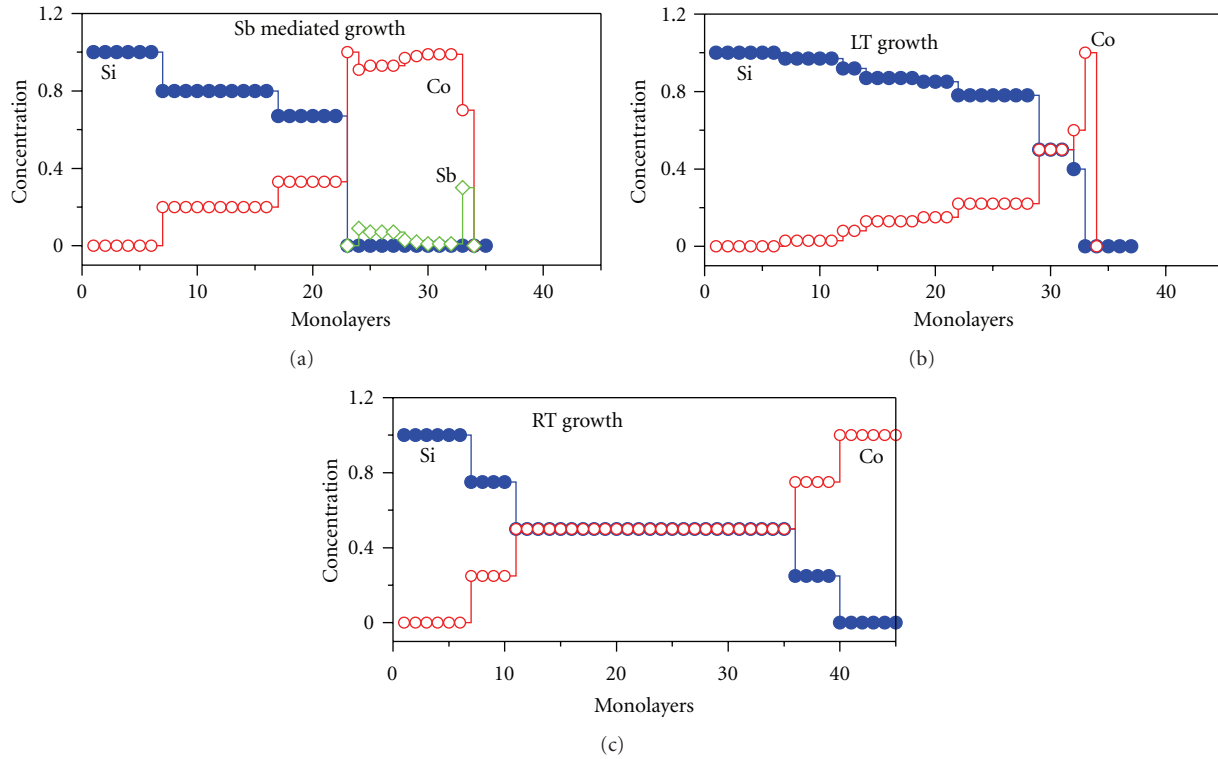 Sb mediated growth
Si
Co
Sb
Concentration
1.2
0.8
0.4
0
0 10 20 30 40
Monolayers
(a)
LT growth
Si
Co
Concentration
1.2
0.8
0.4
0
0 10 20 30 40
Monolayers
(b)
RT growth
Si
Co
Concentration
1.2
0.8
0.4
0
0 10 20 30 40
Monolayers
(c)